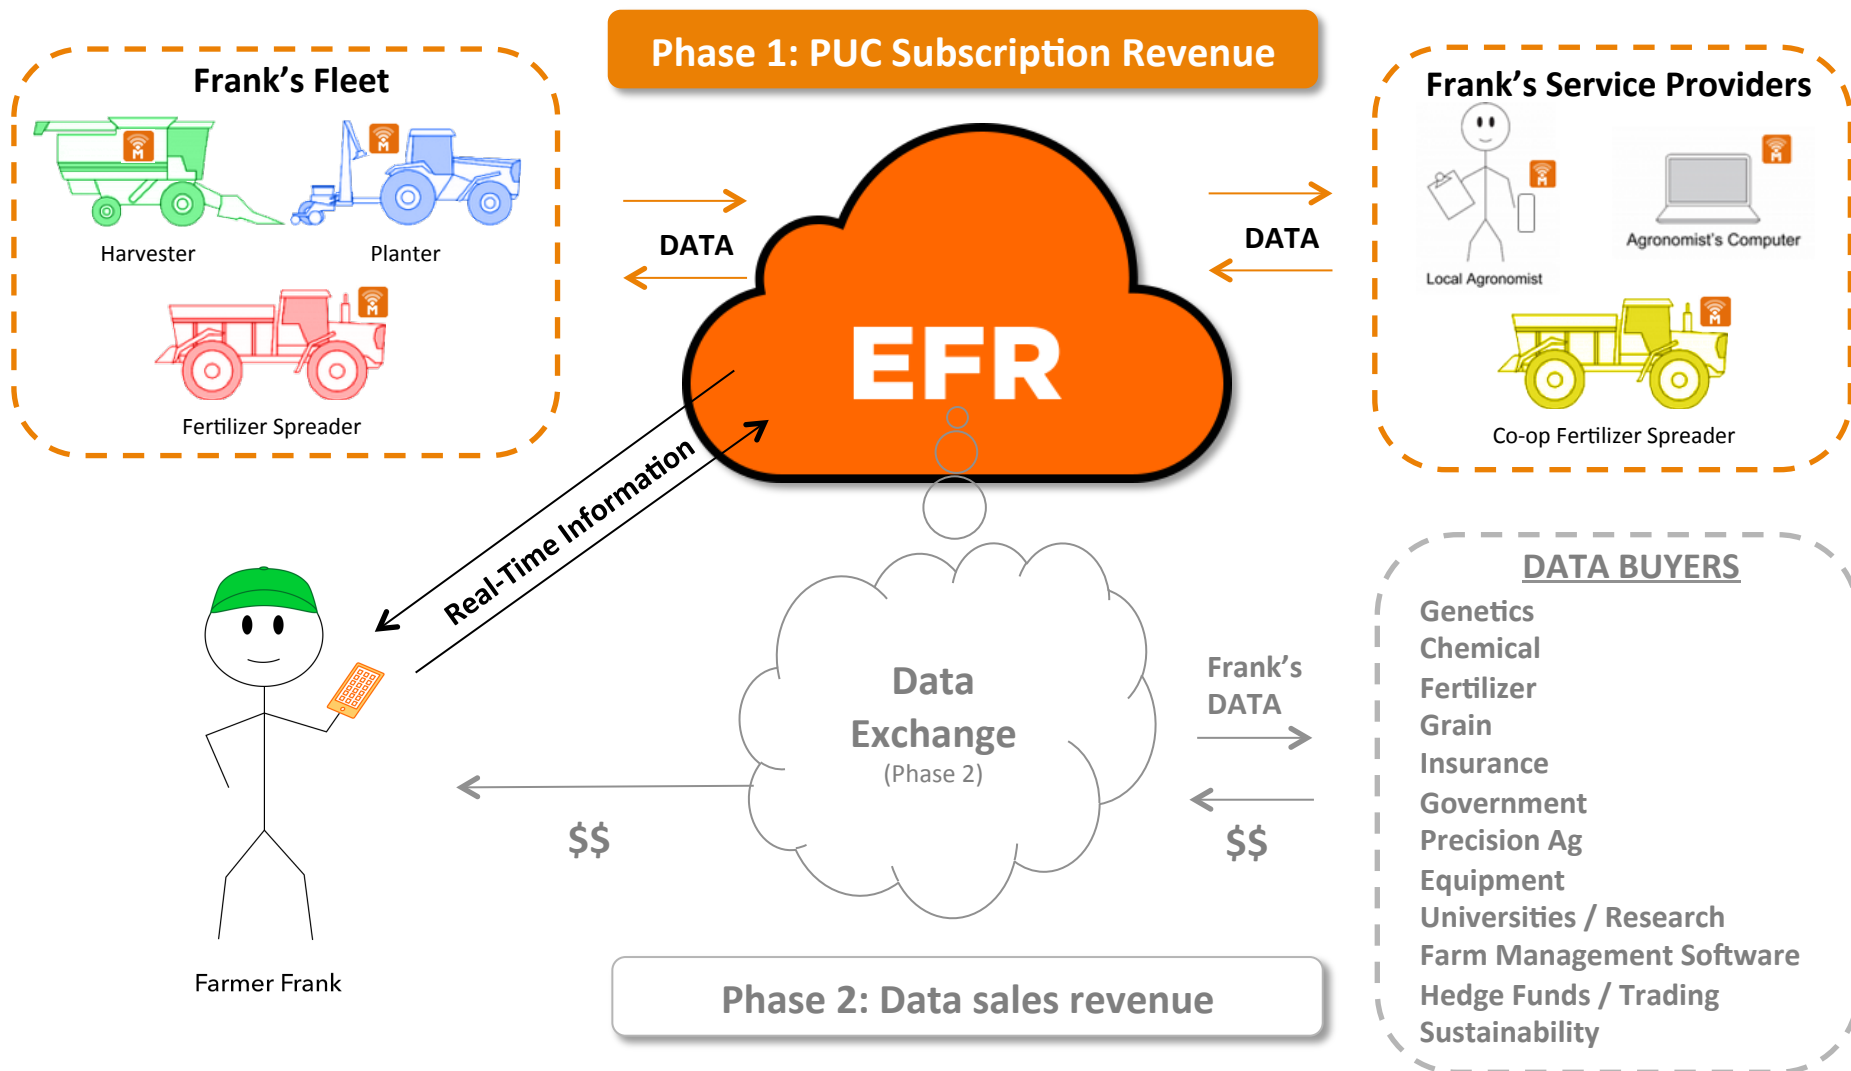 Phase 1: PUC Subscription Revenue
Frank's Fleet
M
Harvester
M
Planter
M
Fertilizer Spreader
DATA
EFR
DATA
Frank's Service Providers
M
Local Agronomist
M
Agronomist's Computer
M
Co-op Fertilizer Spreader
Real-Time Information
Farmer Frank
Data
Exchange
(Phase 2)
$$
Frank's
DATA
$$
DATA BUYERS
Genetics
Chemical
Fertilizer
Grain
Insurance
Government
Precision Ag
Equipment
Universities / Research
Farm Management Software
Hedge Funds / Trading
Sustainability
Phase 2: Data sales revenue